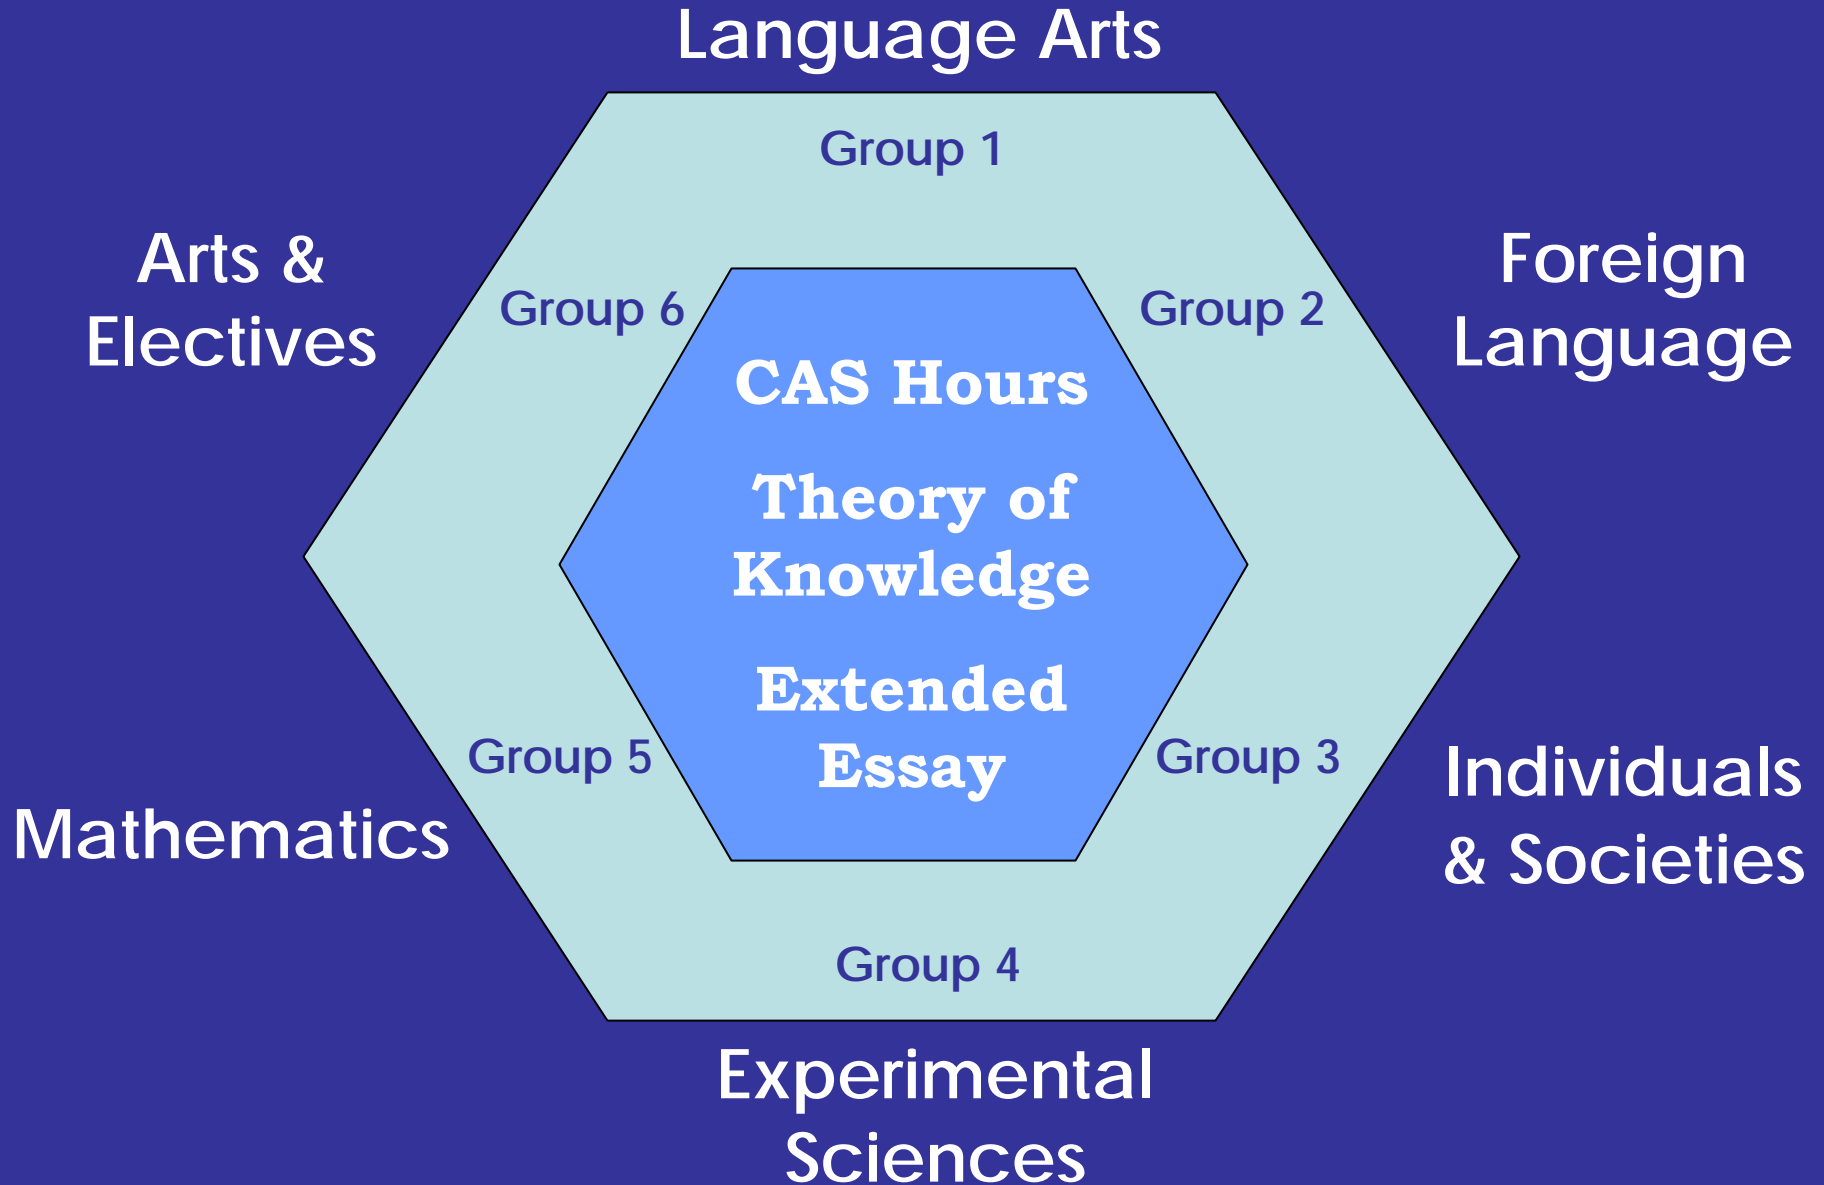 Language Arts
Group 1
Arts &
Electives
Group 6
Group 2
Foreign
Language
CAS Hours
Theory of
Knowledge
Extended
Essay
Group 5
Group 3
Mathematics
Individuals
& Societies
Group 4
Experimental
Sciences